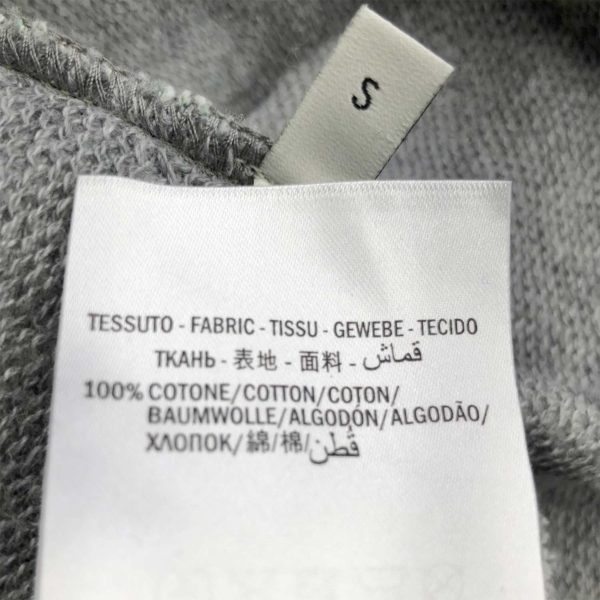 S
TESSUTO - FABRIC - TISSU - GEWEBE - TECIDO
ТКАНЬ - 表地 - 面料 - قماش
100% COTONE/COTTON/COTON/
BAUMWOLLE/ALGODÓN/ALGODÃO/
ХЛОПОК/綿/棉/قُطن